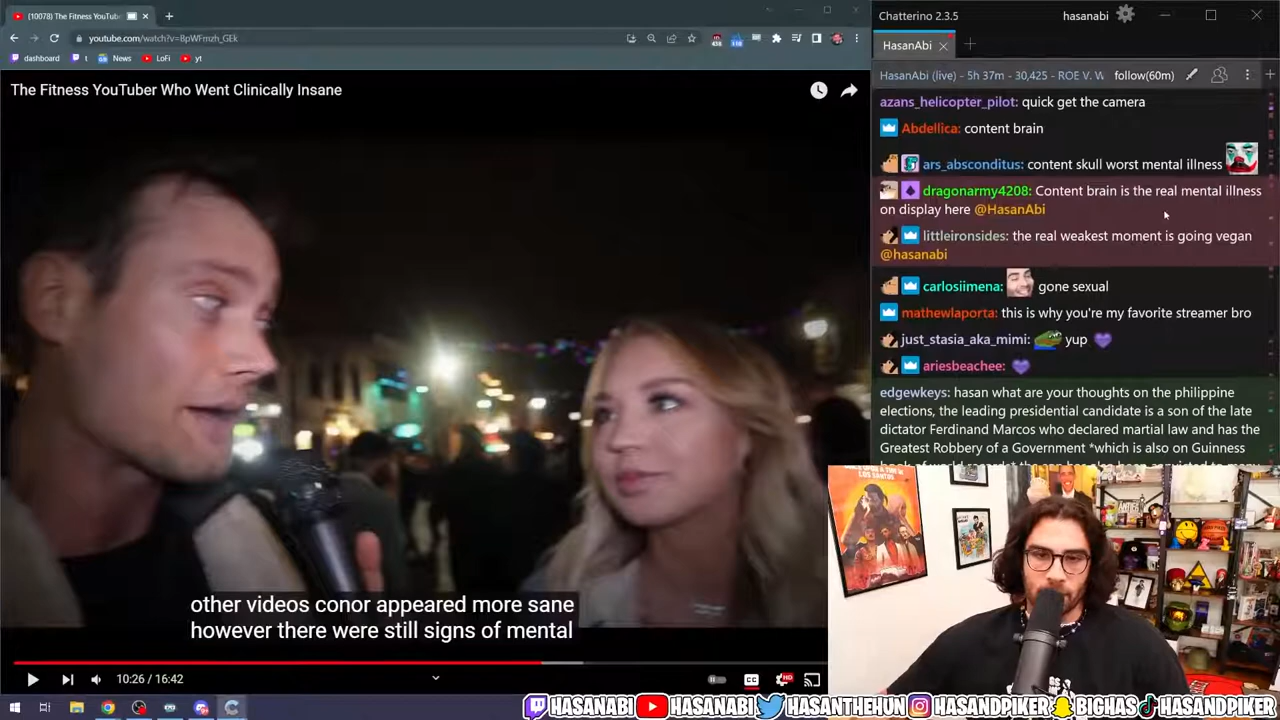 (10078) The Fitness YouTub
youtube.com/watch?v=BpWFmzh_GEk
dashboard
t
News
LoFi
yt
The Fitness YouTuber Who Went Clinically Insane
other videos conor appeared more sane
however there were still signs of mental
10:26 / 16:42
CC
HD
Chatterino 2.3.5
hasanabi
HasanAbi
HasanAbi (live) - 5h 37m - 30,425 - ROE V. W
follow(60m)
azans_helicopter_pilot: quick get the camera
Abdellica: content brain
ars_absconditus: content skull worst mental illness
dragonarmy4208: Content brain is the real mental illness
on display here @HasanAbi
littleironsides: the real weakest moment is going vegan
@hasanabi
carlosiimena: gone sexual
mathewlaporta: this is why you're my favorite streamer bro
just_stasia_aka_mimi: yup
ariesbeachee:
edgewkeys: hasan what are your thoughts on the philippine
elections, the leading presidential candidate is a son of the late
dictator Ferdinand Marcos who declared martial law and has the
Greatest Robbery of a Government *which is also on Guinness
LOS SANTOS
HASANABI
HASANABI
HASANTHEHUN
HASANDPIKER
BIGHAS
HASANDPIKER